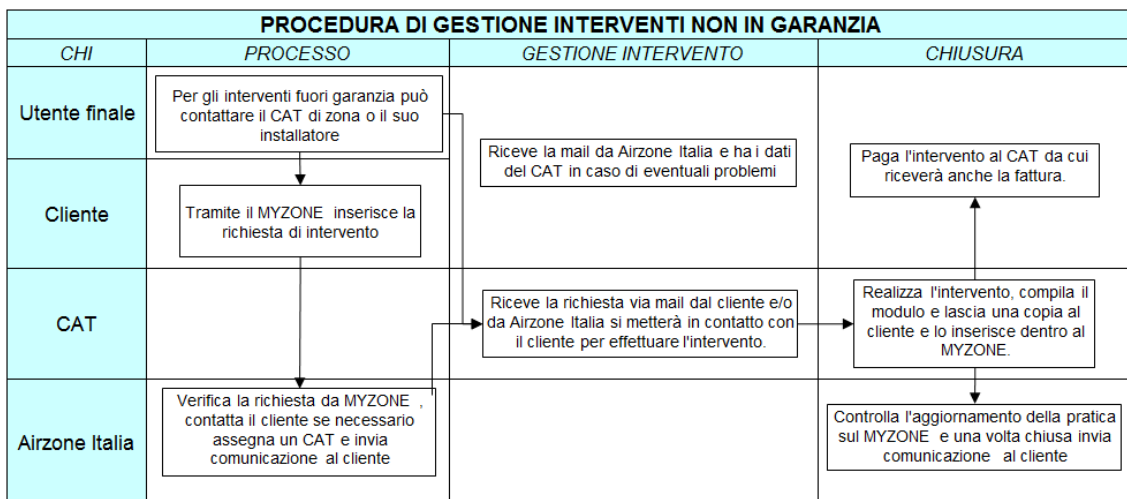 PROCEDURA DI GESTIONE INTERVENTI NON IN GARANZIA
CHI
PROCESSO
GESTIONE INTERVENTO
CHIUSURA
Utente finale
Per gli interventi fuori garanzia può
contattare il CAT di zona o il suo
installatore
Riceve la mail da Airzone Italia e ha i dati
del CAT in caso di eventuali problemi
Paga l'intervento al CAT da cui
riceverà anche la fattura.
Cliente
Tramite il MYZONE inserisce la
richiesta di intervento
CAT
Riceve la richiesta via mail dal cliente e/o
da Airzone Italia si metterà in contatto con
il cliente per effettuare l'intervento.
Realizza l'intervento, compila il
modulo e lascia una copia al
cliente e lo inserisce dentro al
MYZONE.
Airzone Italia
Verifica la richiesta da MYZONE ,
contatta il cliente se necessario
assegna un CAT e invia
comunicazione al cliente
Controlla l'aggiornamento della pratica
sul MYZONE e una volta chiusa invia
comunicazione al cliente